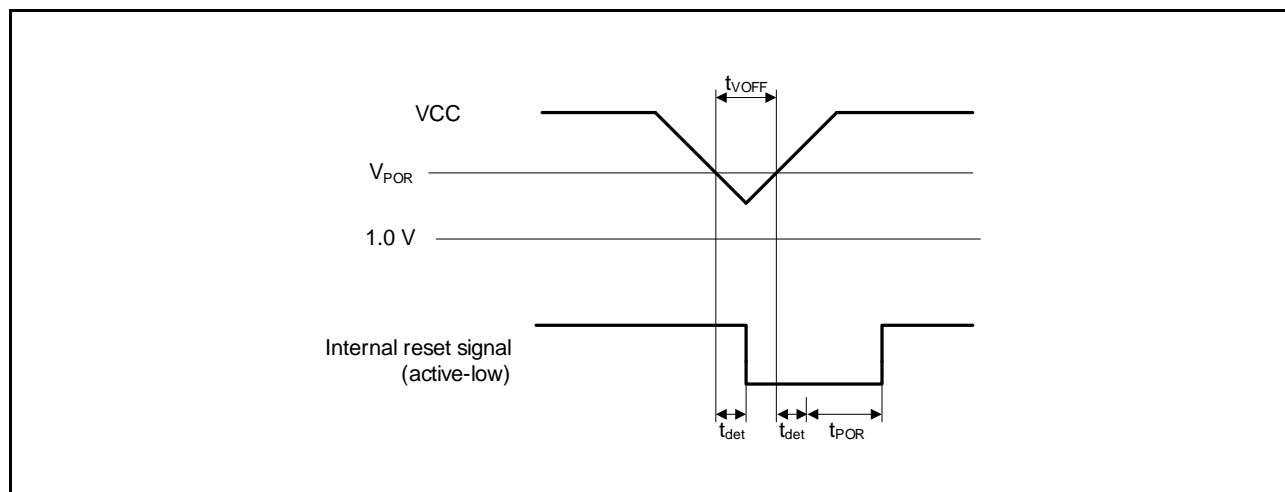 tVOFF
VCC
VPOR
1.0 V
Internal reset signal
(active-low)
tdet
tdet
tPOR